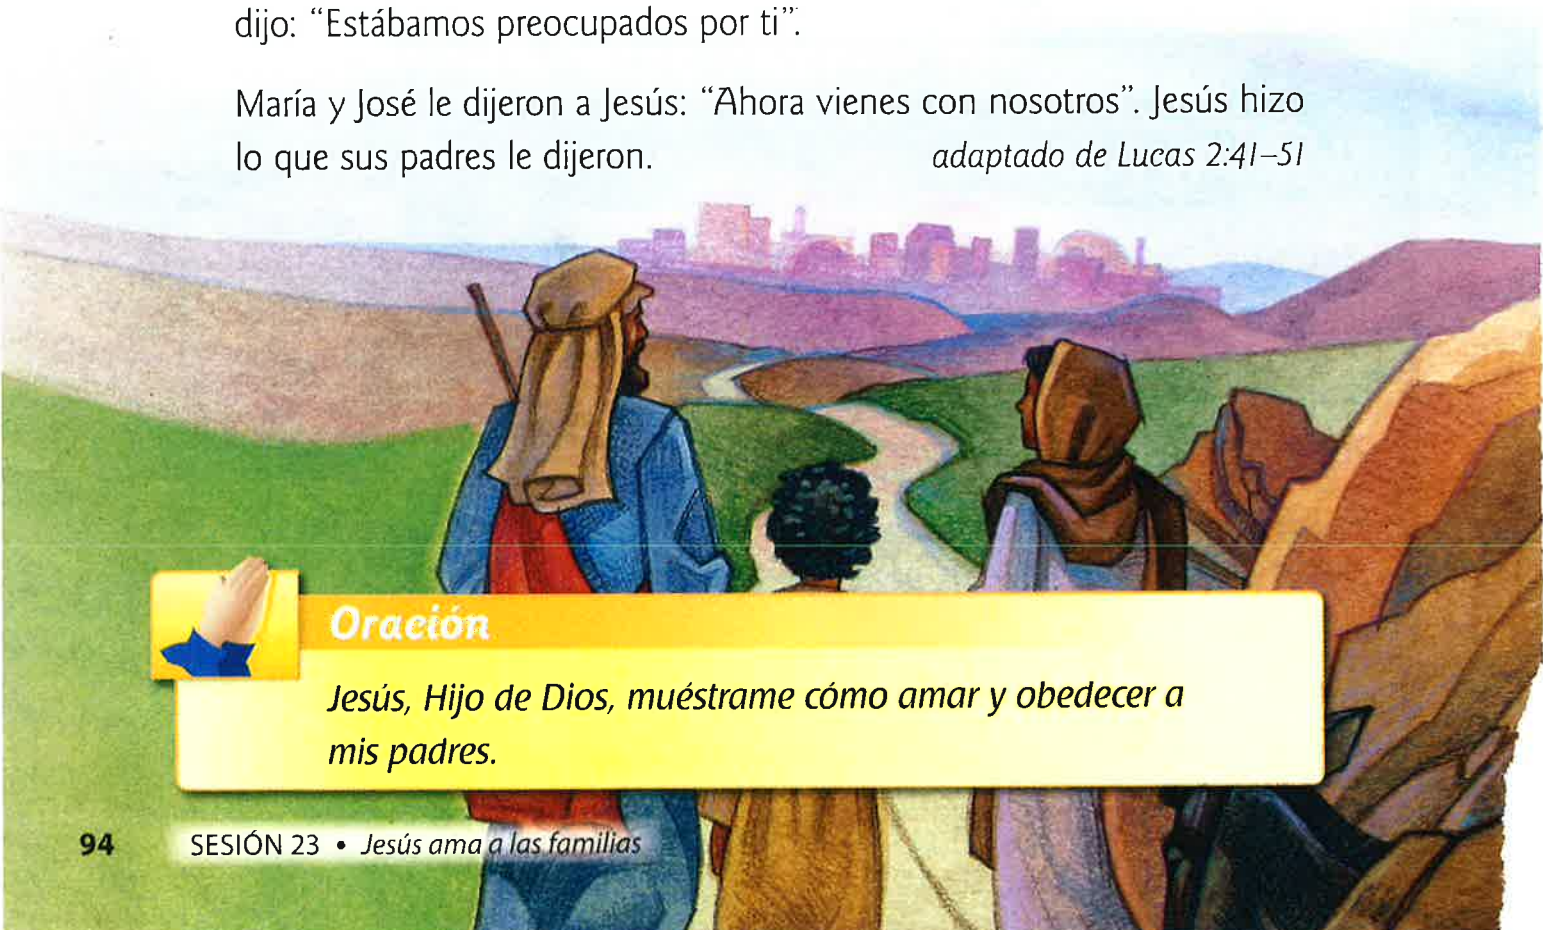 dijo: “Estábamos preocupados por ti”.
María y José le dijeron a Jesús: “Ahora vienes con nosotros”. Jesús hizo
lo que sus padres le dijeron. adaptado de Lucas 2:41–51
Oración
Jesús, Hijo de Dios, muéstrame cómo amar y obedecer a
mis padres.
94 SESIÓN 23 • Jesús ama a las familias